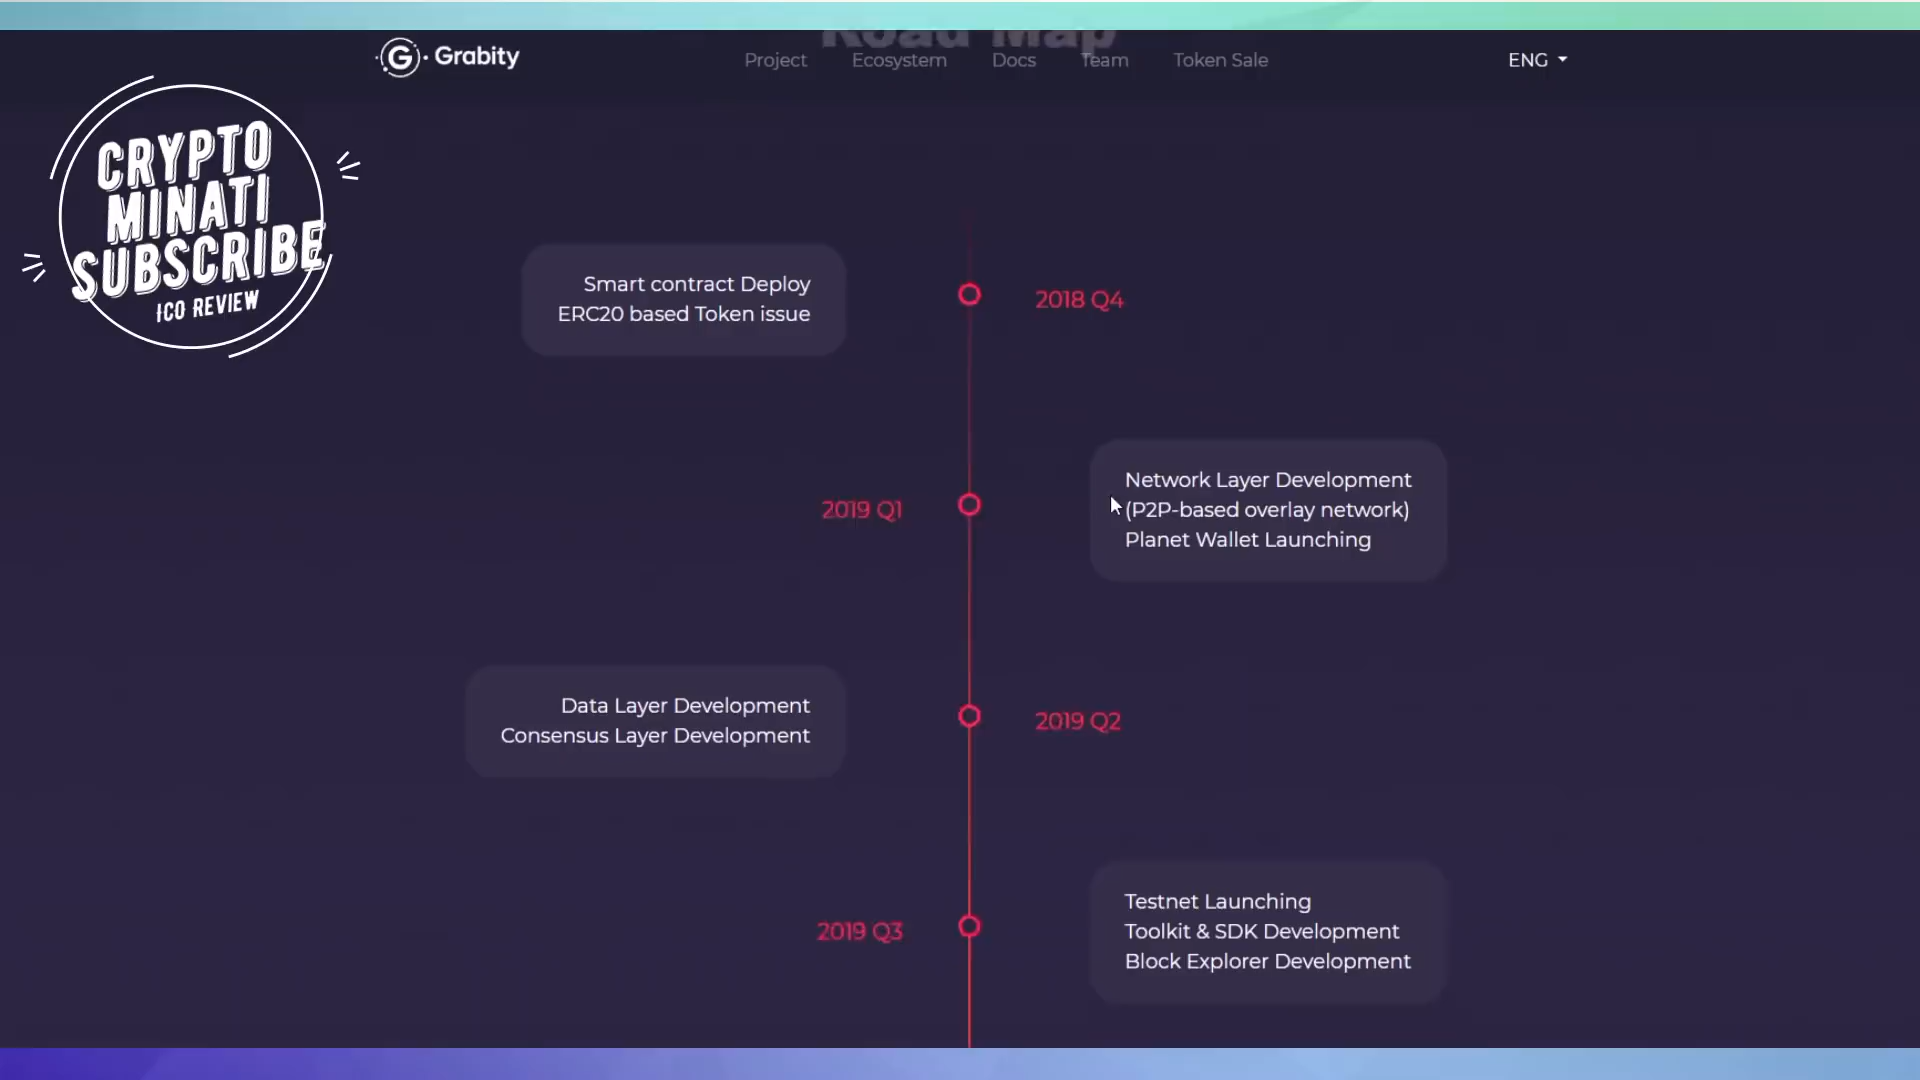 Road Map
Grabity
Project
Ecosystem
Docs
Team
Token Sale
ENG
CRYPTO
MINATI
SUBSCRIBE
ICO REVIEW
Smart contract Deploy
ERC20 based Token issue
2018 Q4
2019 Q1
Network Layer Development
(P2P-based overlay network)
Planet Wallet Launching
Data Layer Development
Consensus Layer Development
2019 Q2
2019 Q3
Testnet Launching
Toolkit & SDK Development
Block Explorer Development